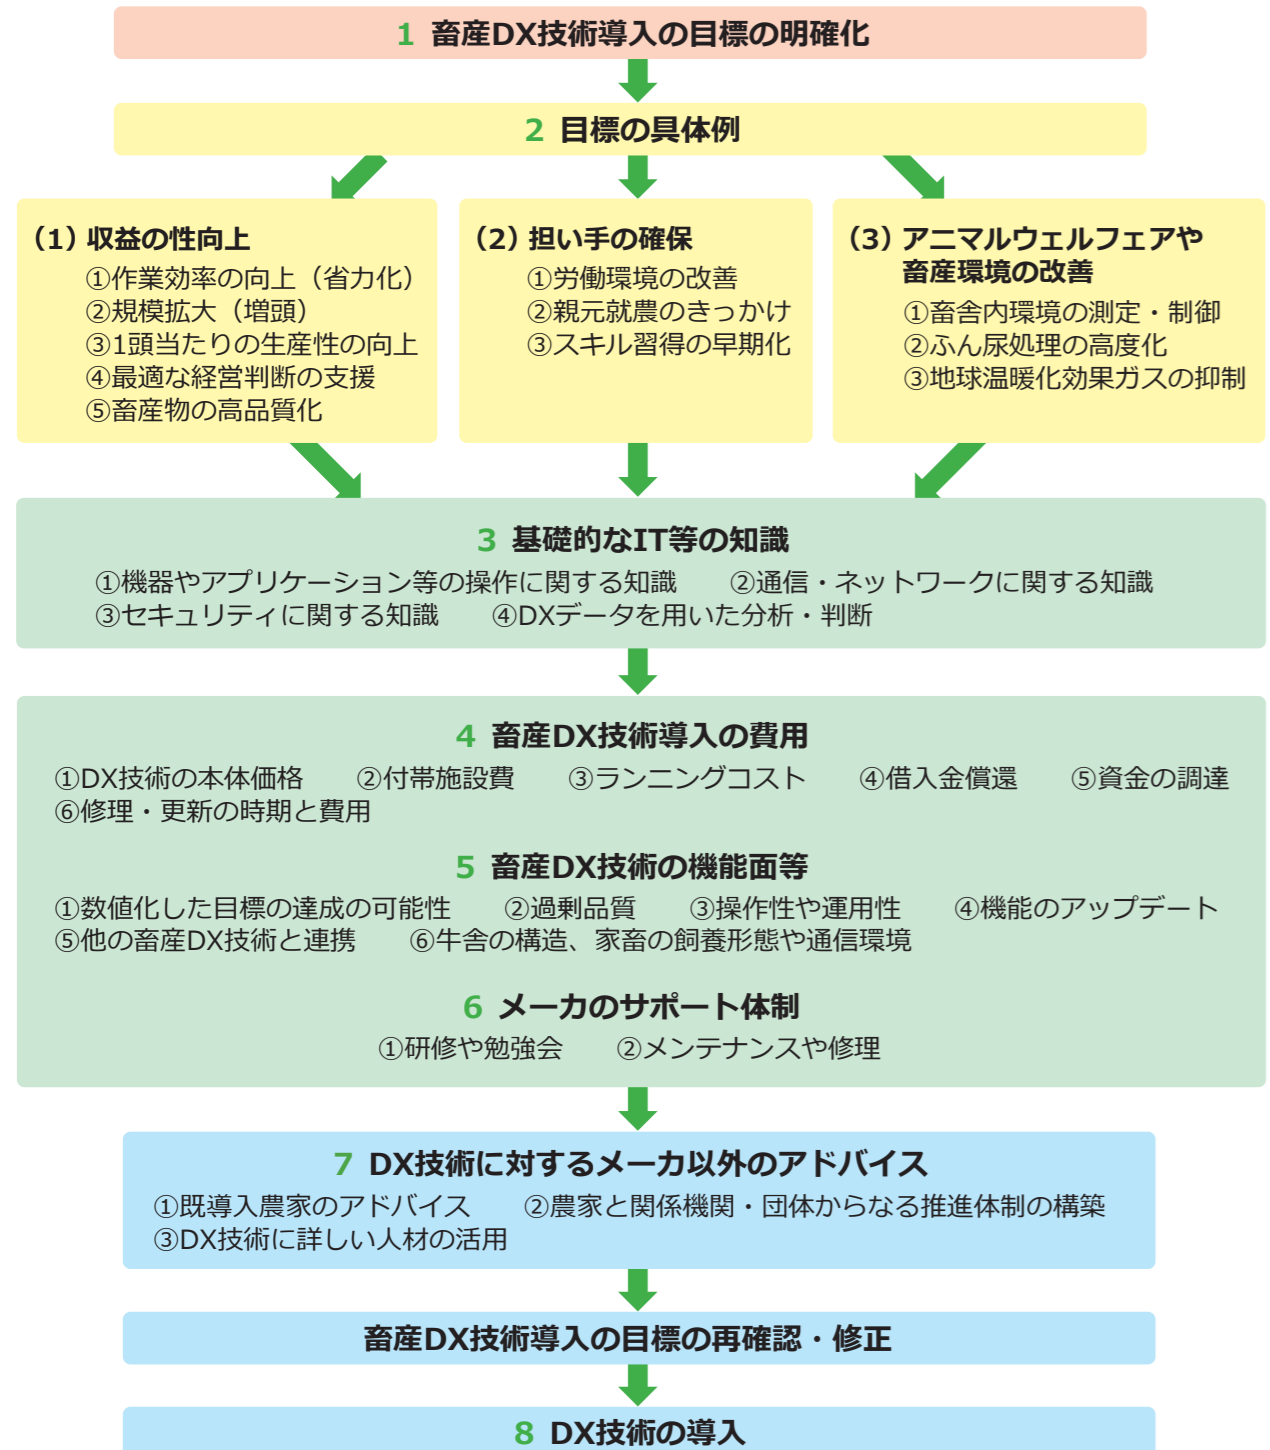 1 畜産DX技術導入の目標の明確化
2 目標の具体例
（1）収益の性向上
①作業効率の向上（省力化）
②規模拡大（増頭）
③1頭当たりの生産性の向上
④最適な経営判断の支援
⑤畜産物の高品質化
（2）担い手の確保
①労働環境の改善
②親元就農のきっかけ
③スキル習得の早期化
（3）アニマルウェルフェアや
畜産環境の改善
①畜舎内環境の測定・制御
②ふん尿処理の高度化
③地球温暖化効果ガスの抑制
3 基礎的なIT等の知識
①機器やアプリケーション等の操作に関する知識 ②通信・ネットワークに関する知識
③セキュリティに関する知識 ④DXデータを用いた分析・判断
4 畜産DX技術導入の費用
①DX技術の本体価格 ②付帯施設費 ③ランニングコスト ④借入金償還 ⑤資金の調達
⑥修理・更新の時期と費用
5 畜産DX技術の機能面等
①数値化した目標の達成の可能性 ②過剰品質 ③操作性や運用性 ④機能のアップデート
⑤他の畜産DX技術と連携 ⑥牛舎の構造、家畜の飼養形態や通信環境
6 メーカのサポート体制
①研修や勉強会 ②メンテナンスや修理
7 DX技術に対するメーカ以外のアドバイス
①既導入農家のアドバイス ②農家と関係機関・団体からなる推進体制の構築
③DX技術に詳しい人材の活用
畜産DX技術導入の目標の再確認・修正
8 DX技術の導入